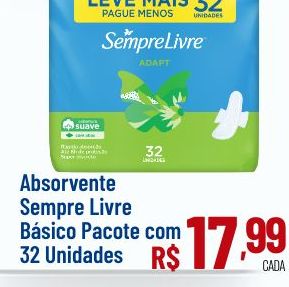 LEVE MAIS 32
PAGUE MENOS UNIDADES
SempreLivre
ADAPT
suave
32
UNIDADES
Absorvente
Sempre Livre
Básico Pacote com
32 Unidades
R$ 17,99
CADA